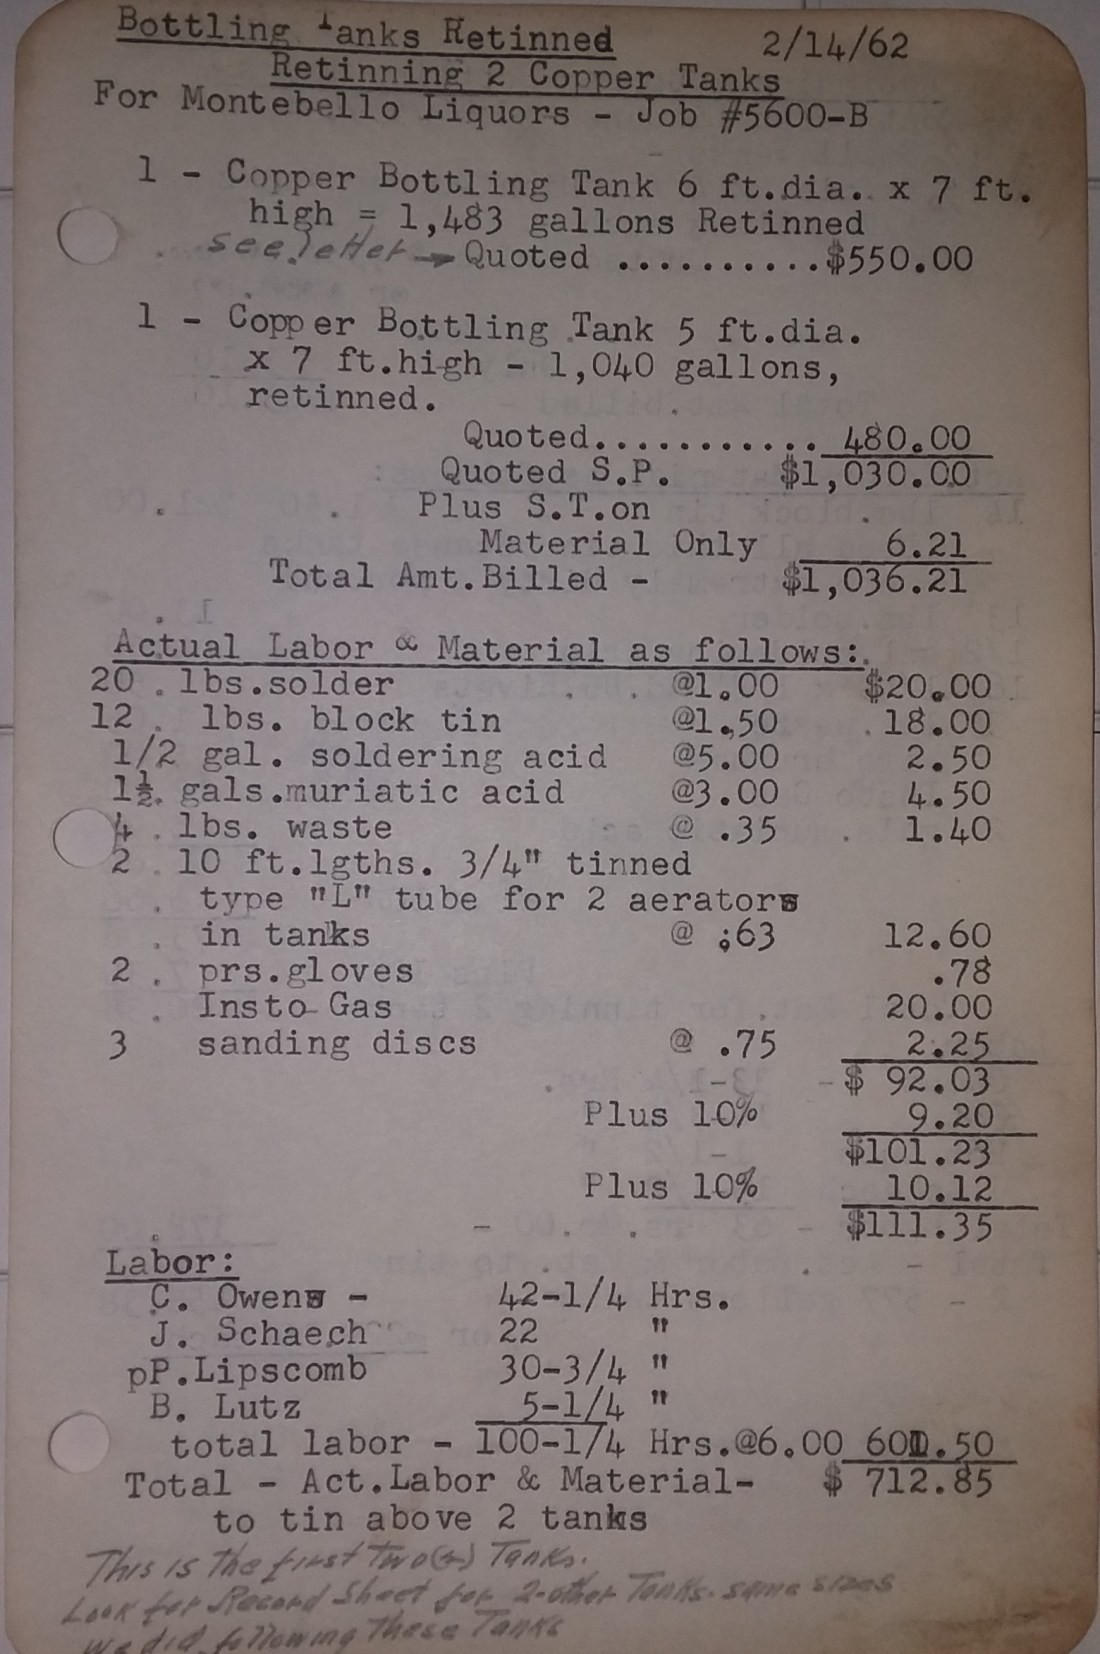 Bottling Tanks Retinned 2/14/62
Retinning 2 Copper Tanks
For Montebello Liquors - Job #5600-B
1 - Copper Bottling Tank 6 ft.dia. x 7 ft.
high = 1,483 gallons Retinned
see letter → Quoted ..........$550.00
1 - Copper Bottling Tank 5 ft.dia.
x 7 ft.high - 1,040 gallons,
retinned.
Quoted........... 480.00
Quoted S.P. $1,030.00
Plus S.T.on
Material Only 6.21
Total Amt.Billed - $1,036.21
Actual Labor & Material as follows:
20 lbs.solder @1.00 $20.00
12 lbs. block tin @1.50 18.00
1/2 gal. soldering acid @5.00 2.50
1½ gals.muriatic acid @3.00 4.50
4 lbs. waste @ .35 1.40
2 10 ft.lgths. 3/4" tinned
type "L" tube for 2 aerators
in tanks @ .63 12.60
2 prs.gloves .78
Insto Gas 20.00
3 sanding discs @ .75 2.25
$ 92.03
Plus 10% 9.20
$101.23
Plus 10% 10.12
$111.35
Labor:
C. Owens - 42-1/4 Hrs.
J. Schaech 22 "
pP.Lipscomb 30-3/4 "
B. Lutz 5-1/4 "
total labor - 100-1/4 Hrs.@6.00 601.50
Total - Act.Labor & Material- $ 712.85
to tin above 2 tanks
This is the first two(2) Tanks.
Look for Record Sheet for 2-other Tanks. same sizes
we did following these Tanks